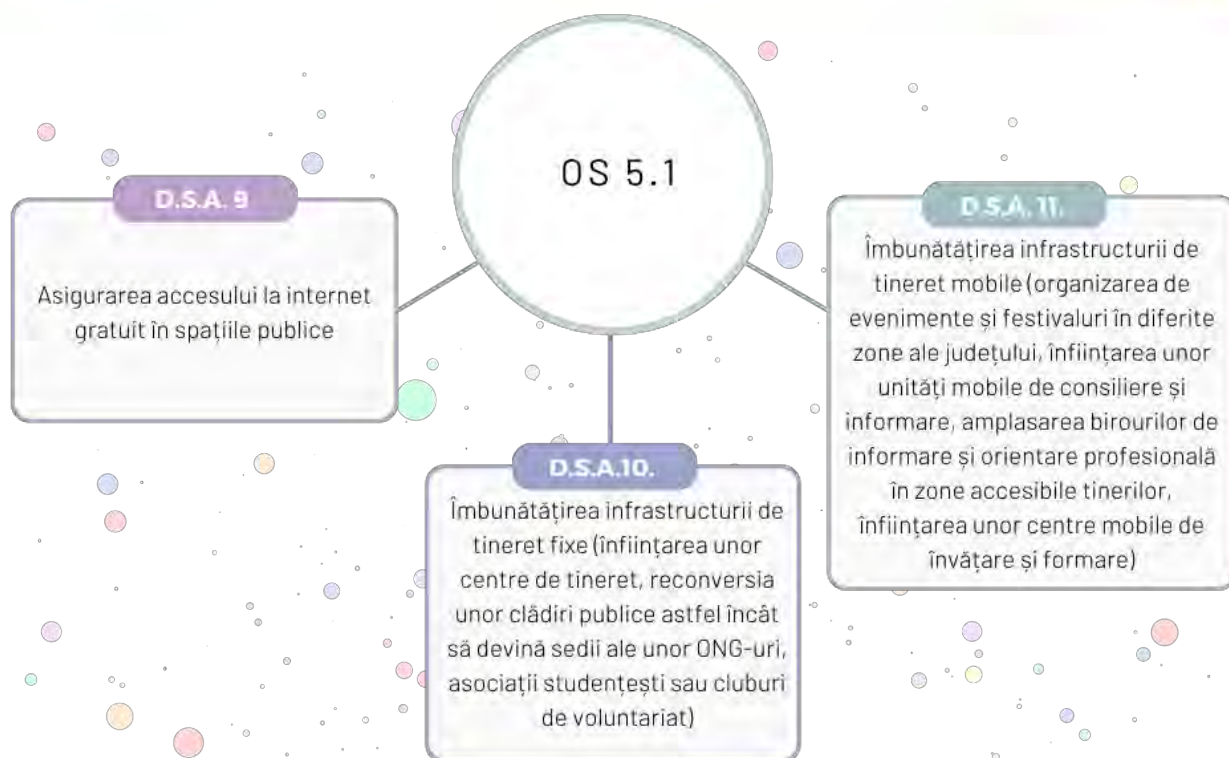 OS 5.1
D.S.A. 9
Asigurarea accesului la internet
gratuit în spațiile publice
D.S.A.10.
Îmbunătățirea infrastructurii de
tineret fixe (înființarea unor
centre de tineret, reconversia
unor clădiri publice astfel încât
să devină sedii ale unor ONG-uri,
asociații studențești sau cluburi
de voluntariat)
D.S.A. 11.
Îmbunătățirea infrastructurii de
tineret mobile (organizarea de
evenimente și festivaluri în diferite
zone ale județului, înființarea unor
unități mobile de consiliere și
informare, amplasarea birourilor de
informare și orientare profesională
în zone accesibile tinerilor,
înființarea unor centre mobile de
învățare și formare)